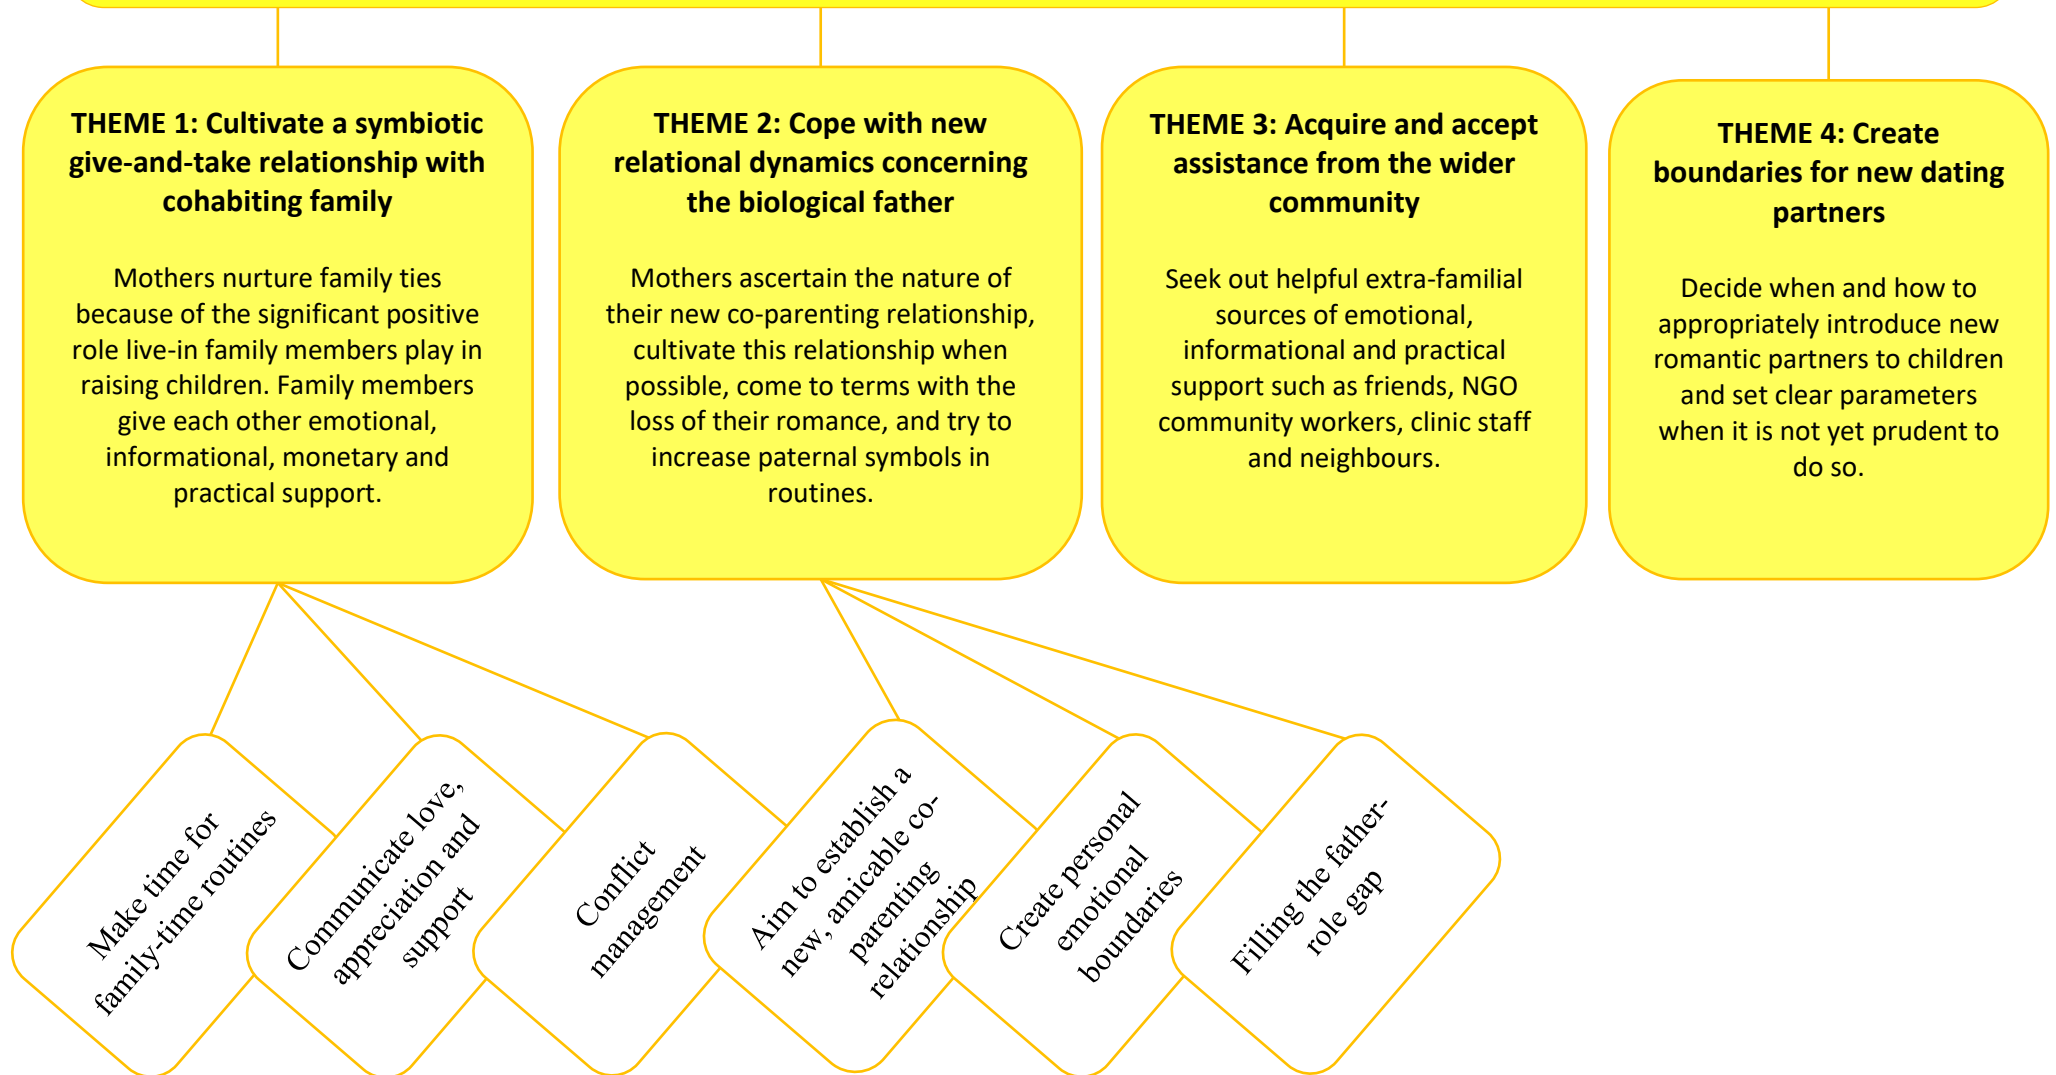 THEME 1: Cultivate a symbiotic
give-and-take relationship with
cohabiting family
Mothers nurture family ties
because of the significant positive
role live-in family members play in
raising children. Family members
give each other emotional,
informational, monetary and
practical support.
THEME 2: Cope with new
relational dynamics concerning
the biological father
Mothers ascertain the nature of
their new co-parenting relationship,
cultivate this relationship when
possible, come to terms with the
loss of their romance, and try to
increase paternal symbols in
routines.
THEME 3: Acquire and accept
assistance from the wider
community
Seek out helpful extra-familial
sources of emotional,
informational and practical
support such as friends, NGO
community workers, clinic staff
and neighbours.
THEME 4: Create
boundaries for new dating
partners
Decide when and how to
appropriately introduce new
romantic partners to children
and set clear parameters
when it is not yet prudent to
do so.
Make time for
family-time routines
Communicate love,
appreciation and
support
Conflict
management
Aim to establish a
new, amicable co-
parenting
relationship
Create personal
emotional
boundaries
Filling the father-
role gap